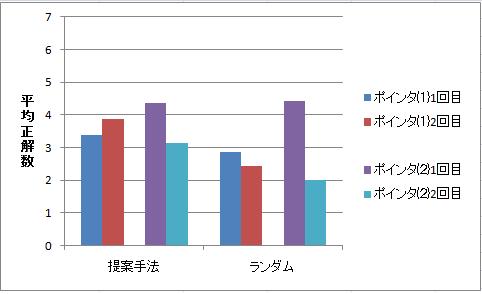 7
6
5
4
3
2
1
0
平均正解数
提案手法
ランダム
ポインタ(1)1回目
ポインタ(1)2回目
ポインタ(2)1回目
ポインタ(2)2回目